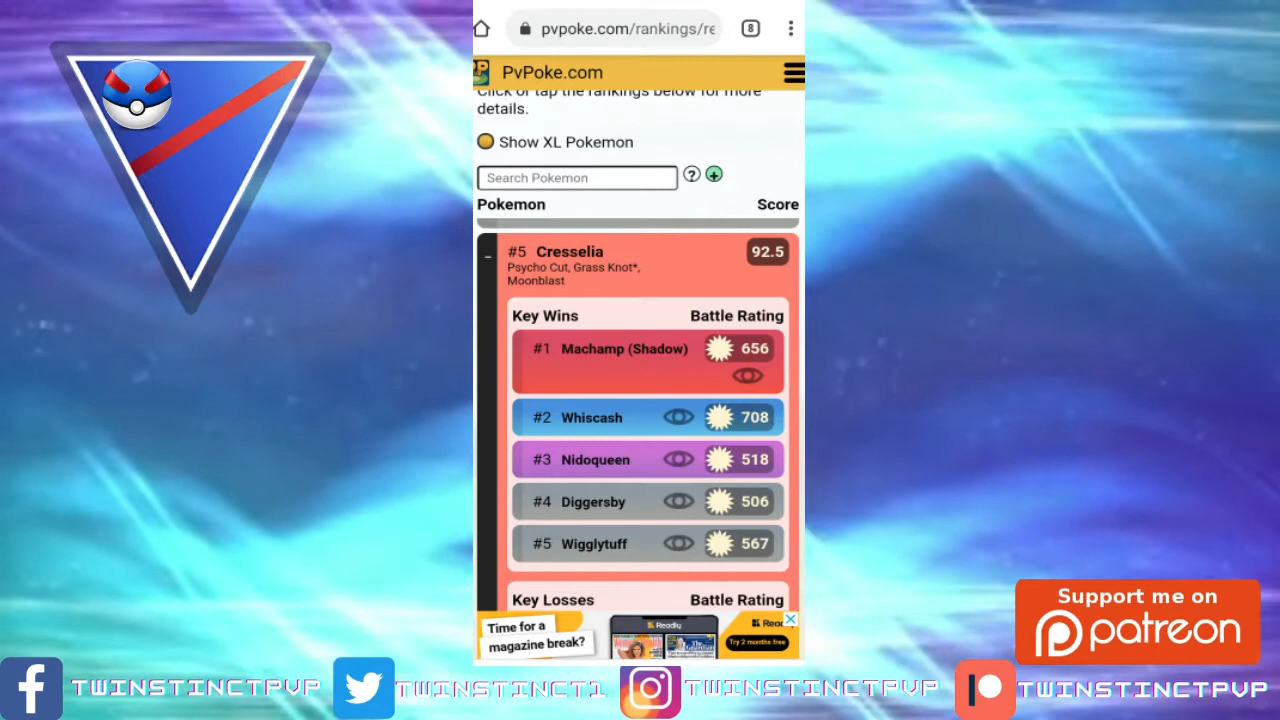 pvpoke.com/rankings/re
8
PvPoke.com
Click or tap the rankings below for more
details.
Show XL Pokemon
Search Pokemon
?
+
Pokemon
Score
#5 Cresselia
92.5
Psycho Cut, Grass Knot*,
Moonblast
Key Wins
Battle Rating
#1 Machamp (Shadow) 656
#2 Whiscash 708
#3 Nidoqueen 518
#4 Diggersby 506
#5 Wigglytuff 567
Key Losses
Battle Rating
Time for a
magazine break?
Readly
Try 2 months free
Support me on
patreon
TWINSTINCTPVP
TWINSTINCT1
TWINSTINCTPVP
TWINSTINCTPVP